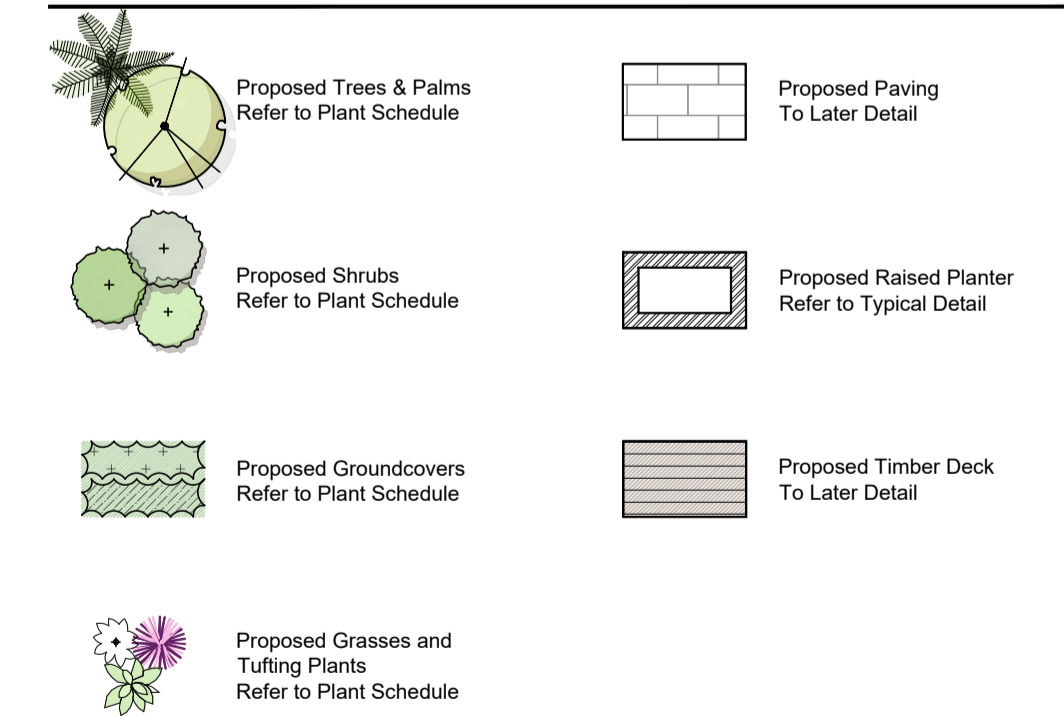 Proposed Trees & Palms
Refer to Plant Schedule
Proposed Shrubs
Refer to Plant Schedule
Proposed Groundcovers
Refer to Plant Schedule
Proposed Grasses and
Tufting Plants
Refer to Plant Schedule
Proposed Paving
To Later Detail
Proposed Raised Planter
Refer to Typical Detail
Proposed Timber Deck
To Later Detail